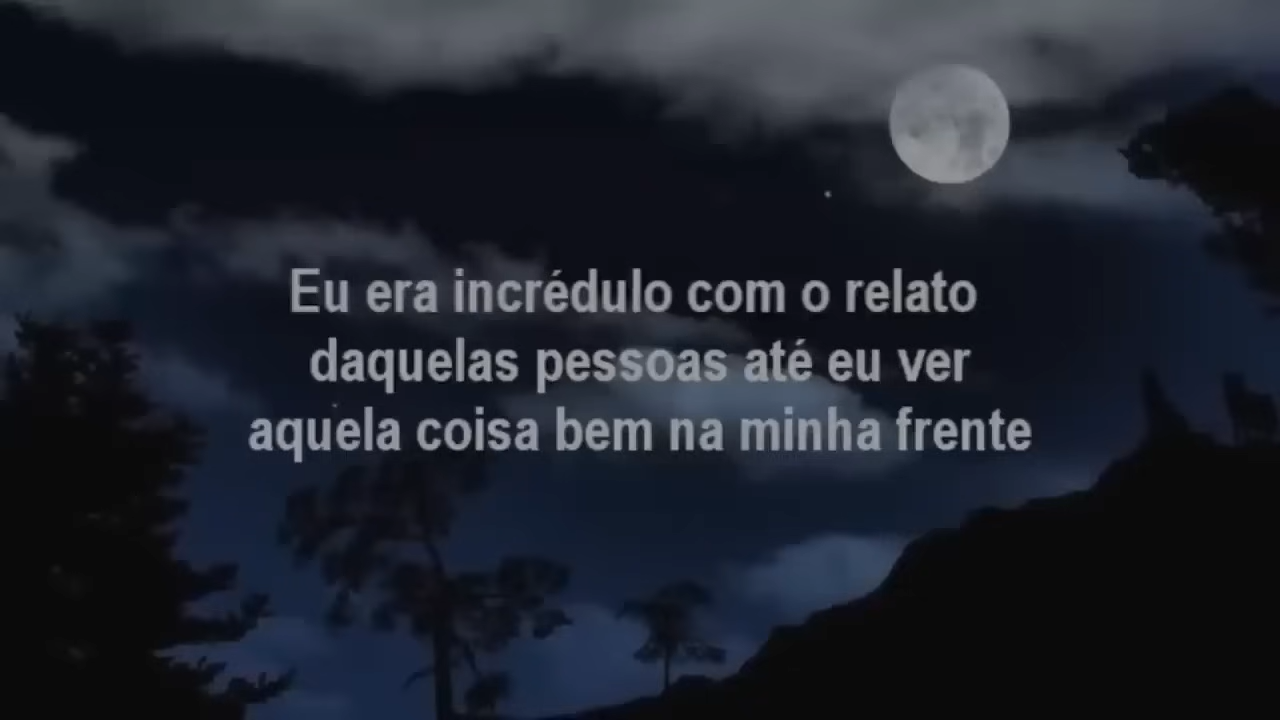 Eu era incrédulo com o relato
daquelas pessoas até eu ver
aquela coisa bem na minha frente